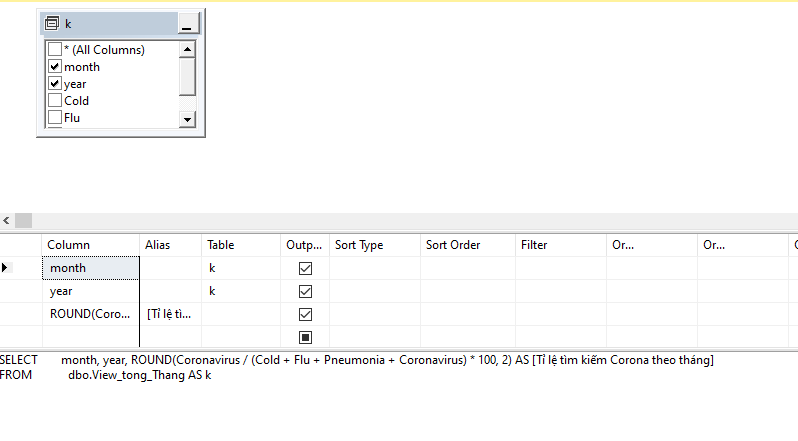 k
* (All Columns)
month
year
Cold
Flu
Column Alias Table Outp... Sort Type Sort Order Filter Or... Or...
month k
year k
ROUND(Coro... [Tỉ lệ tì...
SELECT month, year, ROUND(Coronavirus / (Cold + Flu + Pneumonia + Coronavirus) * 100, 2) AS [Tỉ lệ tìm kiếm Corona theo tháng]
FROM dbo.View_tong_Thang AS k